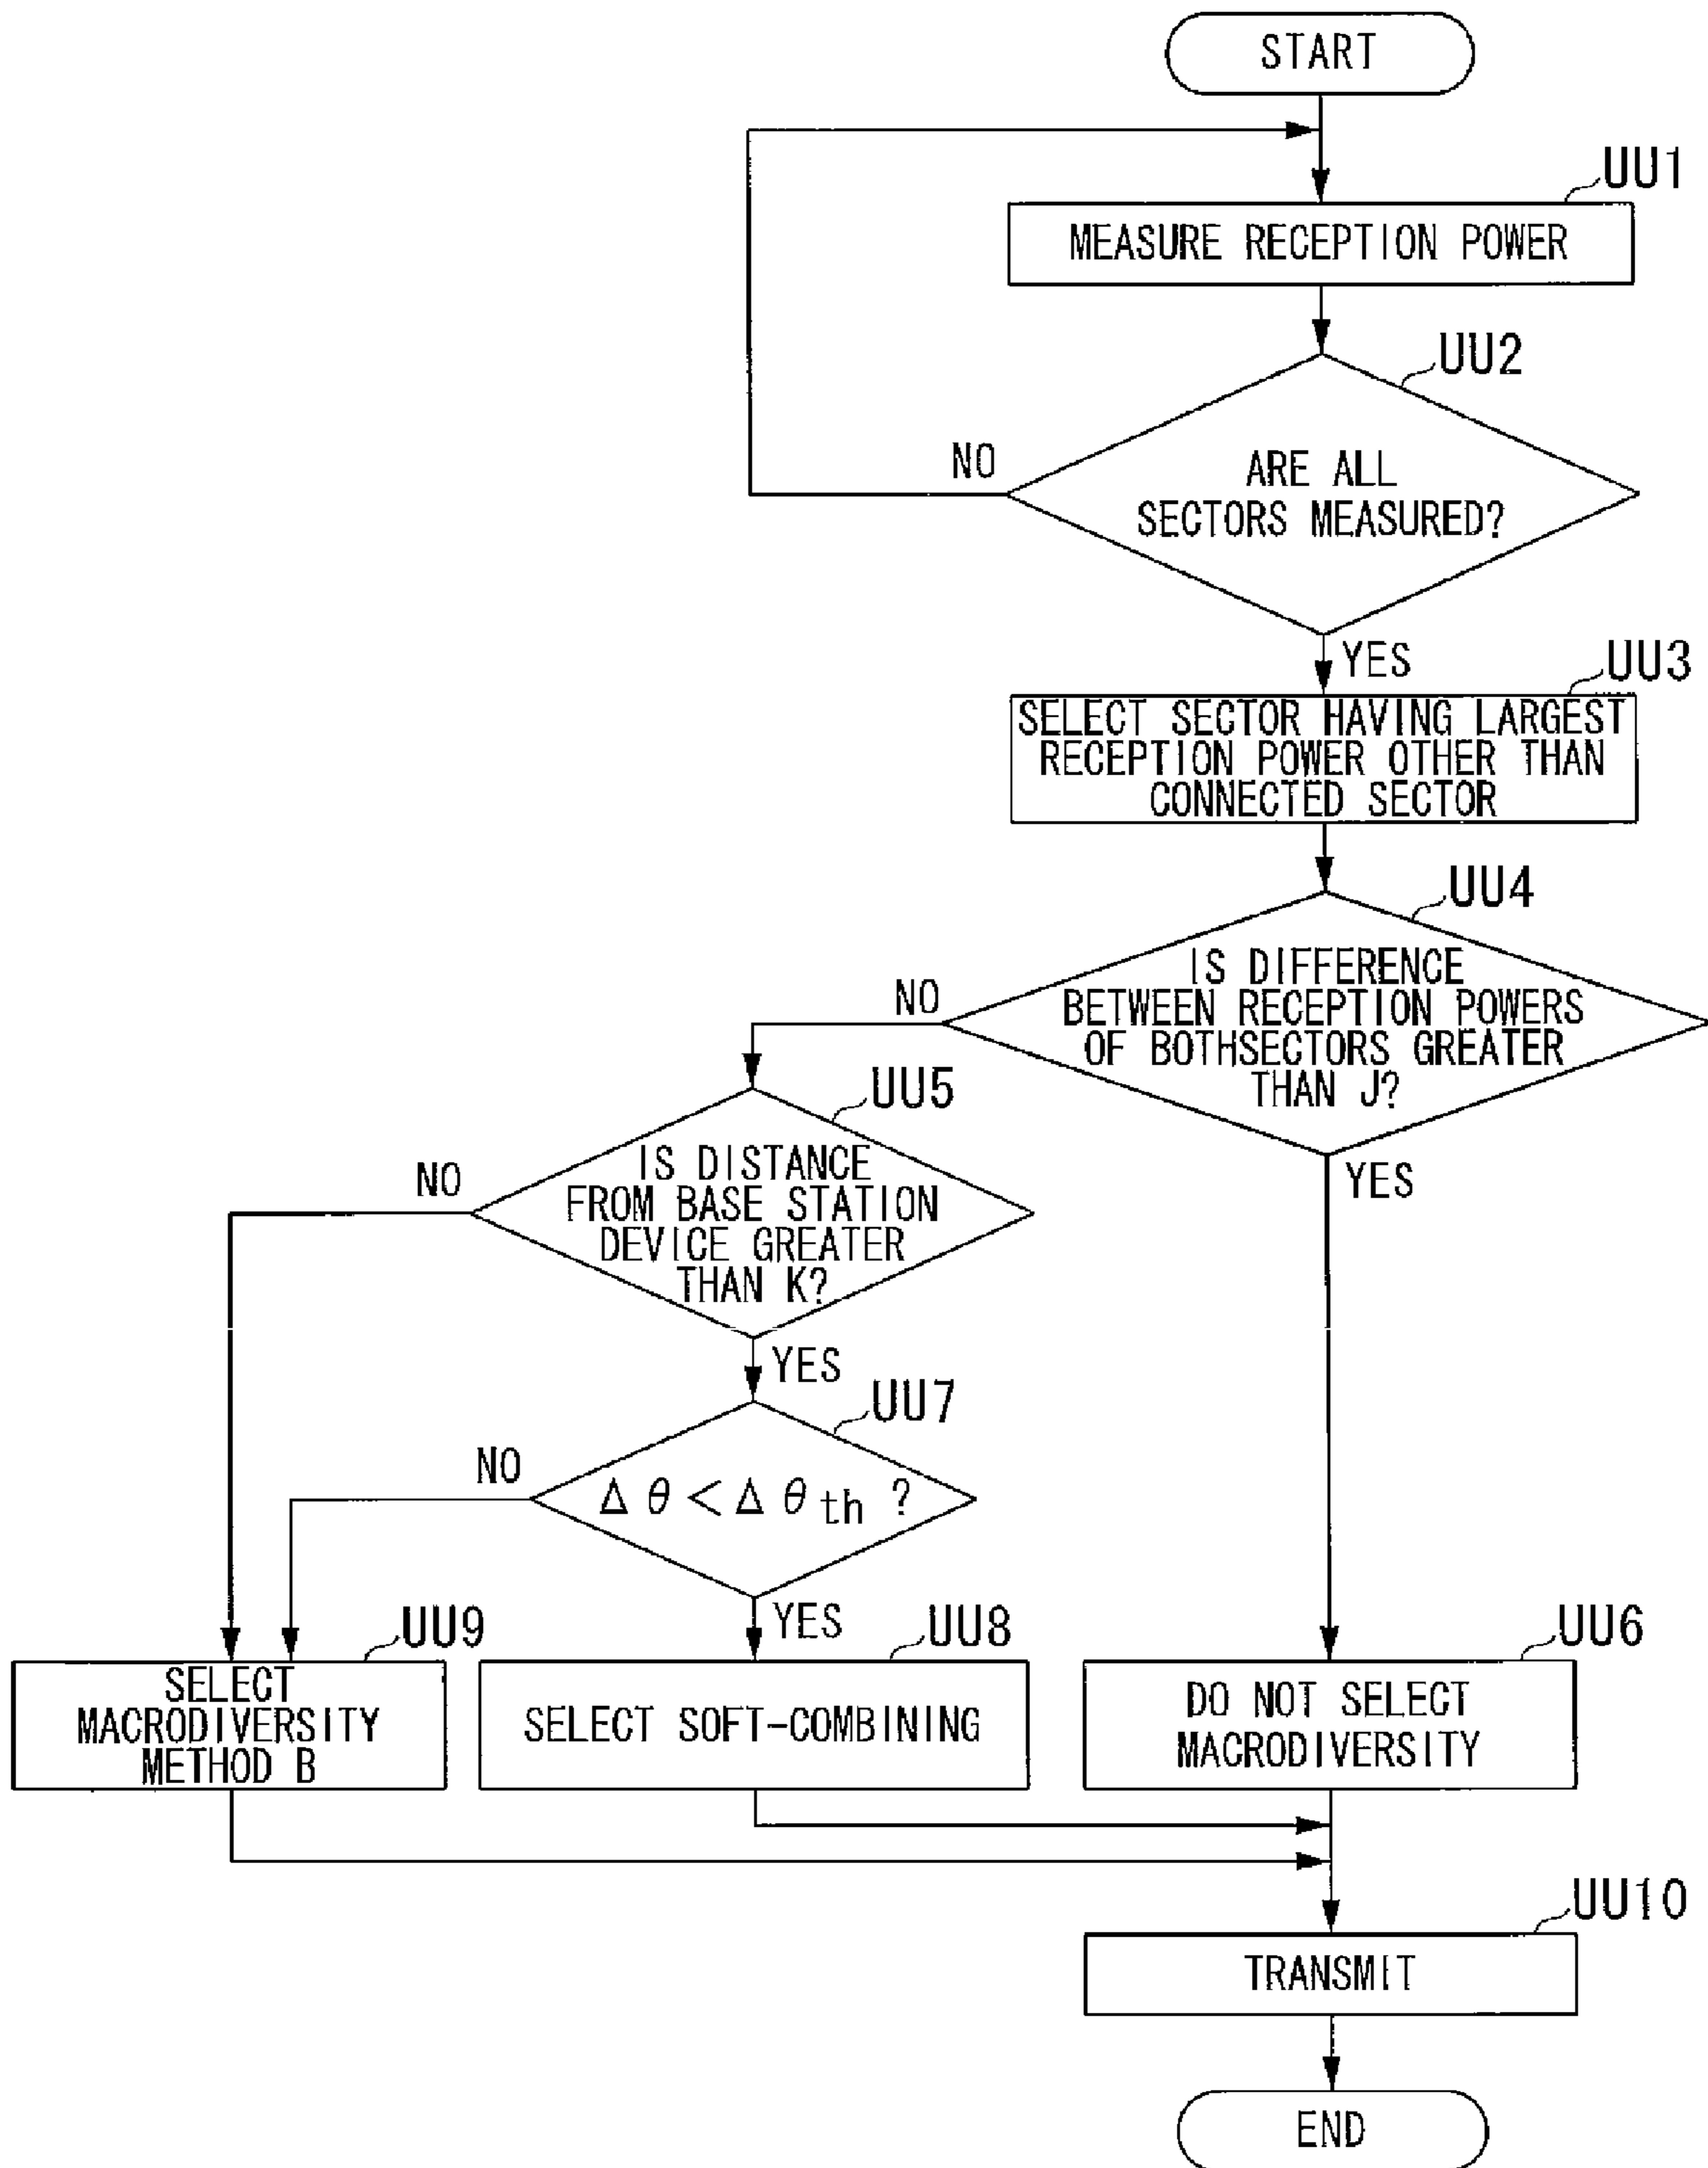 START
UU1
MEASURE RECEPTION POWER
UU2
NO
ARE ALL
SECTORS MEASURED?
YES
UU3
SELECT SECTOR HAVING LARGEST
RECEPTION POWER OTHER THAN
CONNECTED SECTOR
UU4
NO
IS DIFFERENCE
BETWEEN RECEPTION POWERS
OF BOTHSECTORS GREATER
THAN J?
YES
UU5
NO
IS DISTANCE
FROM BASE STATION
DEVICE GREATER
THAN K?
YES
UU7
NO
Δθ<Δθth ?
YES
UU9
SELECT
MACRODIVERSITY
METHOD B
UU8
SELECT SOFT-COMBINING
UU6
DO NOT SELECT
MACRODIVERSITY
UU10
TRANSMIT
END